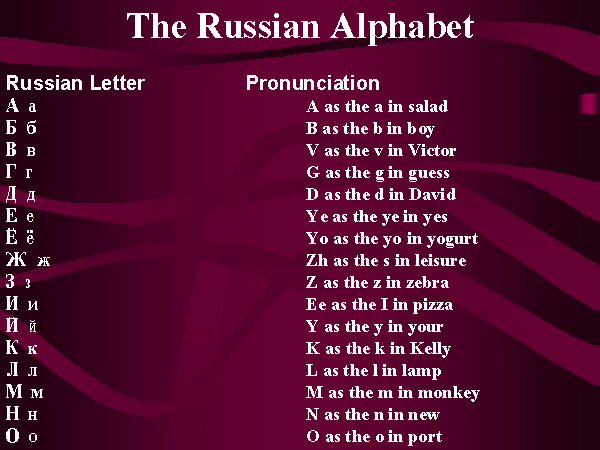 The Russian Alphabet
Russian Letter Pronunciation
А а A as the a in salad
Б б B as the b in boy
В в V as the v in Victor
Г г G as the g in guess
Д д D as the d in David
Е е Ye as the ye in yes
Ё ё Yo as the yo in yogurt
Ж ж Zh as the s in leisure
З з Z as the z in zebra
И и Ee as the I in pizza
Й й Y as the y in your
К к K as the k in Kelly
Л л L as the l in lamp
М м M as the m in monkey
Н н N as the n in new
О о O as the o in port